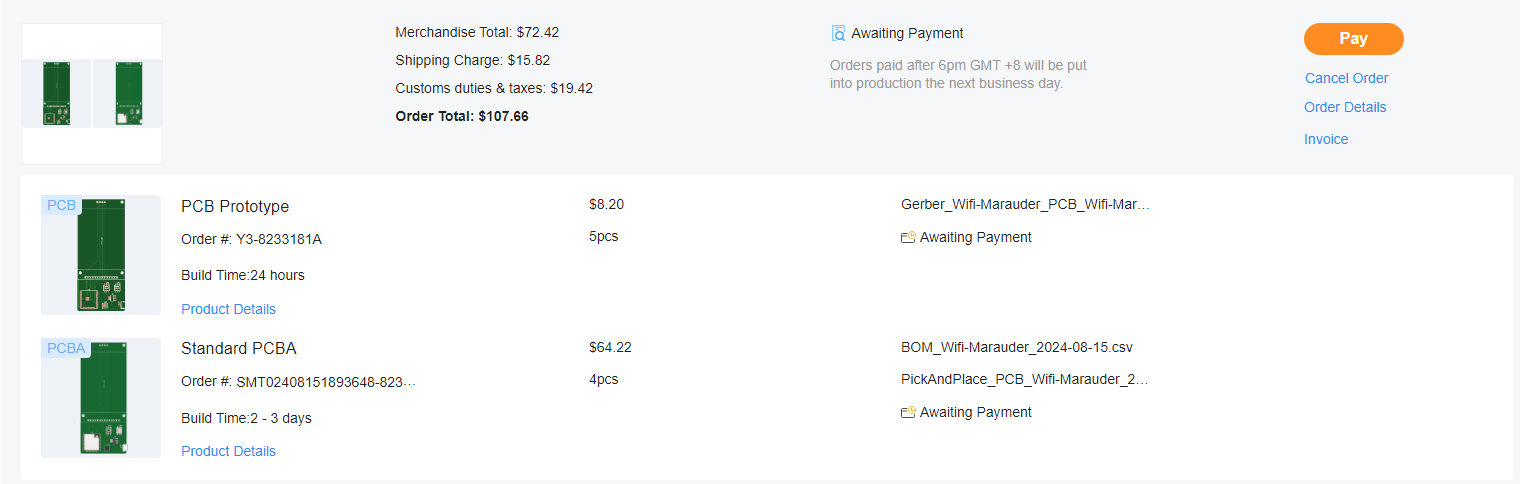 Merchandise Total: $72.42
Shipping Charge: $15.82
Customs duties & taxes: $19.42
Order Total: $107.66
Awaiting Payment
Orders paid after 6pm GMT +8 will be put
into production the next business day.
Pay
Cancel Order
Order Details
Invoice
PCB
PCB Prototype
Order #: Y3-8233181A
Build Time:24 hours
Product Details
$8.20
5pcs
Gerber_Wifi-Marauder_PCB_Wifi-Mar...
Awaiting Payment
PCBA
Standard PCBA
Order #: SMT02408151893648-823...
Build Time:2 - 3 days
Product Details
$64.22
4pcs
BOM_Wifi-Marauder_2024-08-15.csv
PickAndPlace_PCB_Wifi-Marauder_2...
Awaiting Payment